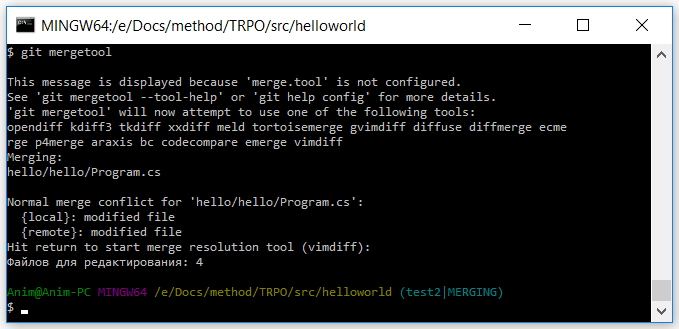 MINGW64:/e/Docs/method/TRPO/src/helloworld
$ git mergetool
This message is displayed because 'merge.tool' is not configured.
See 'git mergetool --tool-help' or 'git help config' for more details.
'git mergetool' will now attempt to use one of the following tools:
opendiff kdiff3 tkdiff xxdiff meld tortoisemerge gvimdiff diffuse diffmerge ecme
rge p4merge araxis bc codecompare emerge vimdiff
Merging:
hello/hello/Program.cs
Normal merge conflict for 'hello/hello/Program.cs':
  {local}: modified file
  {remote}: modified file
Hit return to start merge resolution tool (vimdiff):
Файлов для редактирования: 4
Anim@Anim-PC MINGW64 /e/Docs/method/TRPO/src/helloworld (test2|MERGING)
$